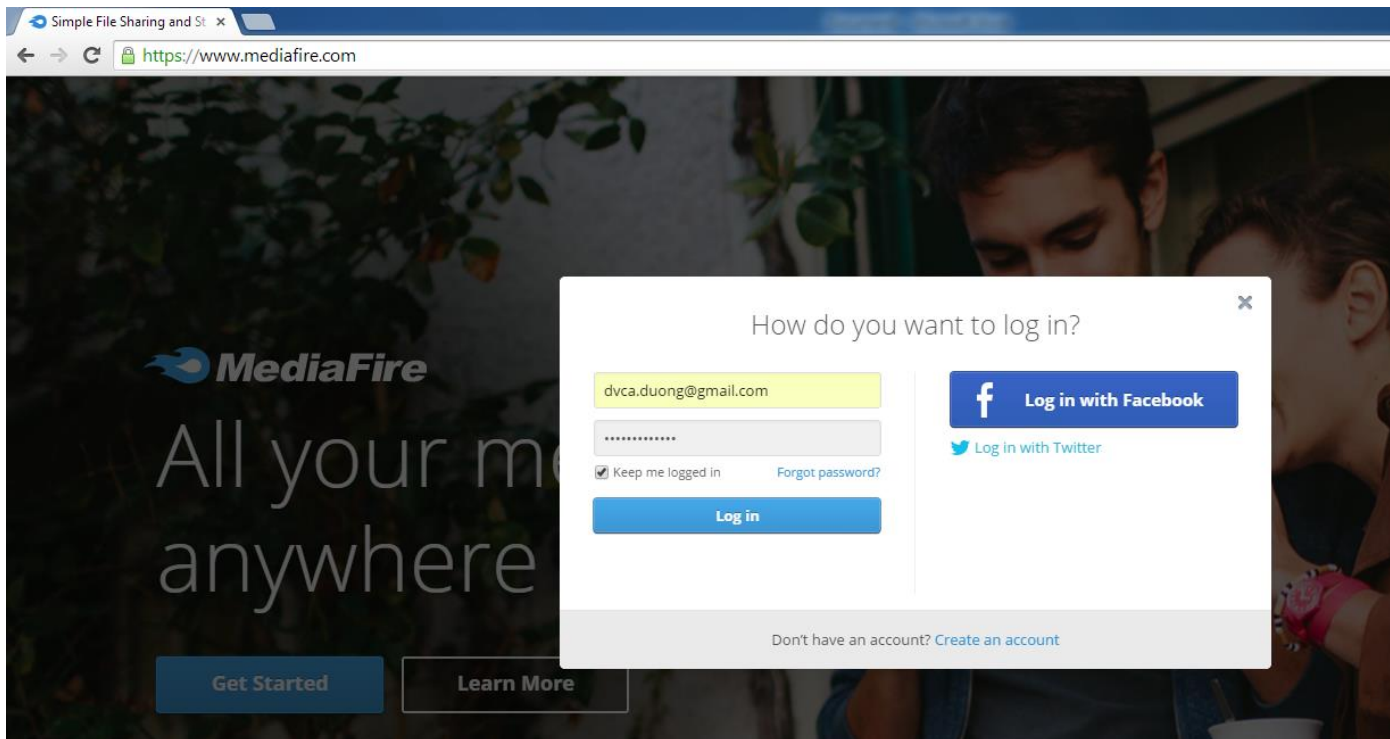 Simple File Sharing and St
https://www.mediafire.com
MediaFire
All your me
anywhere
Get Started
Learn More
How do you want to log in?
dvca.duong@gmail.com
Keep me logged in
Forgot password?
Log in
Log in with Facebook
Log in with Twitter
Don't have an account? Create an account